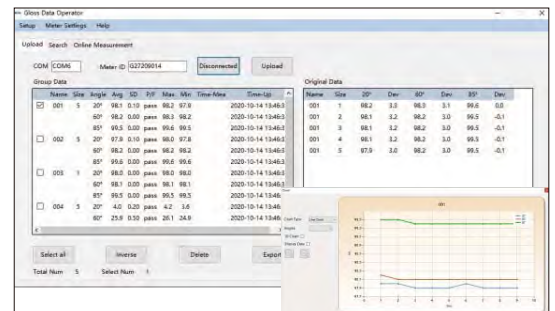 Gloss Data Operator
Setup Meter Settings Help
Upload Search Online Measurement
COM COM6 Meter ID G27209014 Disconnected Upload
Group Data
Name Size Angle Avg SD P/F Max Min Time-Mea Time-Up
001 5 20° 98.1 0.10 pass 98.2 97.9 2020-10-14 13:46:3
60° 98.2 0.00 pass 98.3 98.2 2020-10-14 13:46:3
85° 99.5 0.00 pass 99.6 99.5 2020-10-14 13:46:3
002 5 20° 97.9 0.10 pass 98.0 97.8 2020-10-14 13:46:3
60° 98.2 0.00 pass 98.2 98.2 2020-10-14 13:46:3
85° 99.6 0.00 pass 99.6 99.6 2020-10-14 13:46:3
003 1 20° 98.0 0.00 pass 98.0 98.0 2020-10-14 13:46:3
60° 98.1 0.00 pass 98.1 98.1 2020-10-14 13:46:3
85° 99.5 0.00 pass 99.5 99.5 2020-10-14 13:46:3
004 5 20° 4.0 0.20 pass 4.2 3.6 2020-10-14 13:46:3
60° 25.8 0.50 pass 26.1 24.9 2020-10-14 13:46:3
Select all Inverse Delete Export
Total Num 5 Select Num 1
Original Data
Name Size 20° Dev 60° Dev 85° Dev
001 1 98.2 3.3 98.3 3.1 99.6 0.0
001 2 98.1 3.2 98.2 3.0 99.5 -0.1
001 3 98.1 3.2 98.2 3.0 99.5 -0.1
001 4 98.1 3.2 98.2 3.0 99.5 -0.1
001 5 97.9 3.0 98.2 3.0 99.5 -0.1
001
0 1 2 3 4 5 6 7 8 9 10